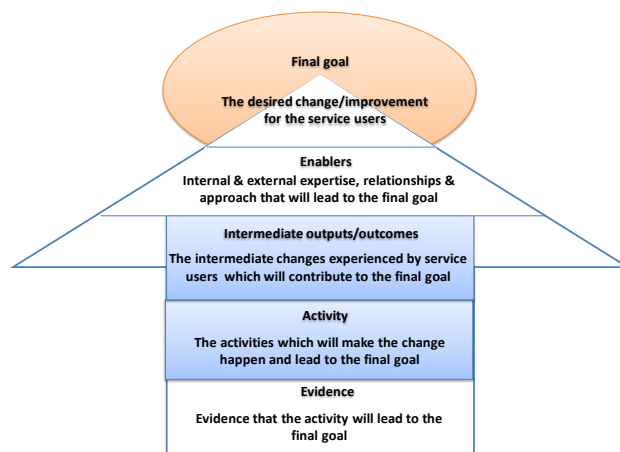 Final goal
The desired change/improvement
for the service users
Enablers
Internal & external expertise, relationships &
approach that will lead to the final goal
Intermediate outputs/outcomes
The intermediate changes experienced by service
users which will contribute to the final goal
Activity
The activities which will make the change
happen and lead to the final goal
Evidence
Evidence that the activity will lead to the
final goal